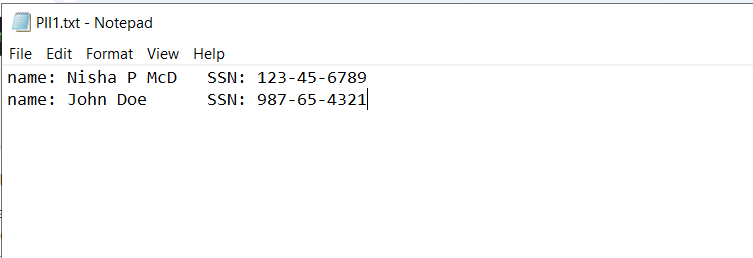 PII1.txt - Notepad
File Edit Format View Help
name: Nisha P McD   SSN: 123-45-6789
name: John Doe      SSN: 987-65-4321